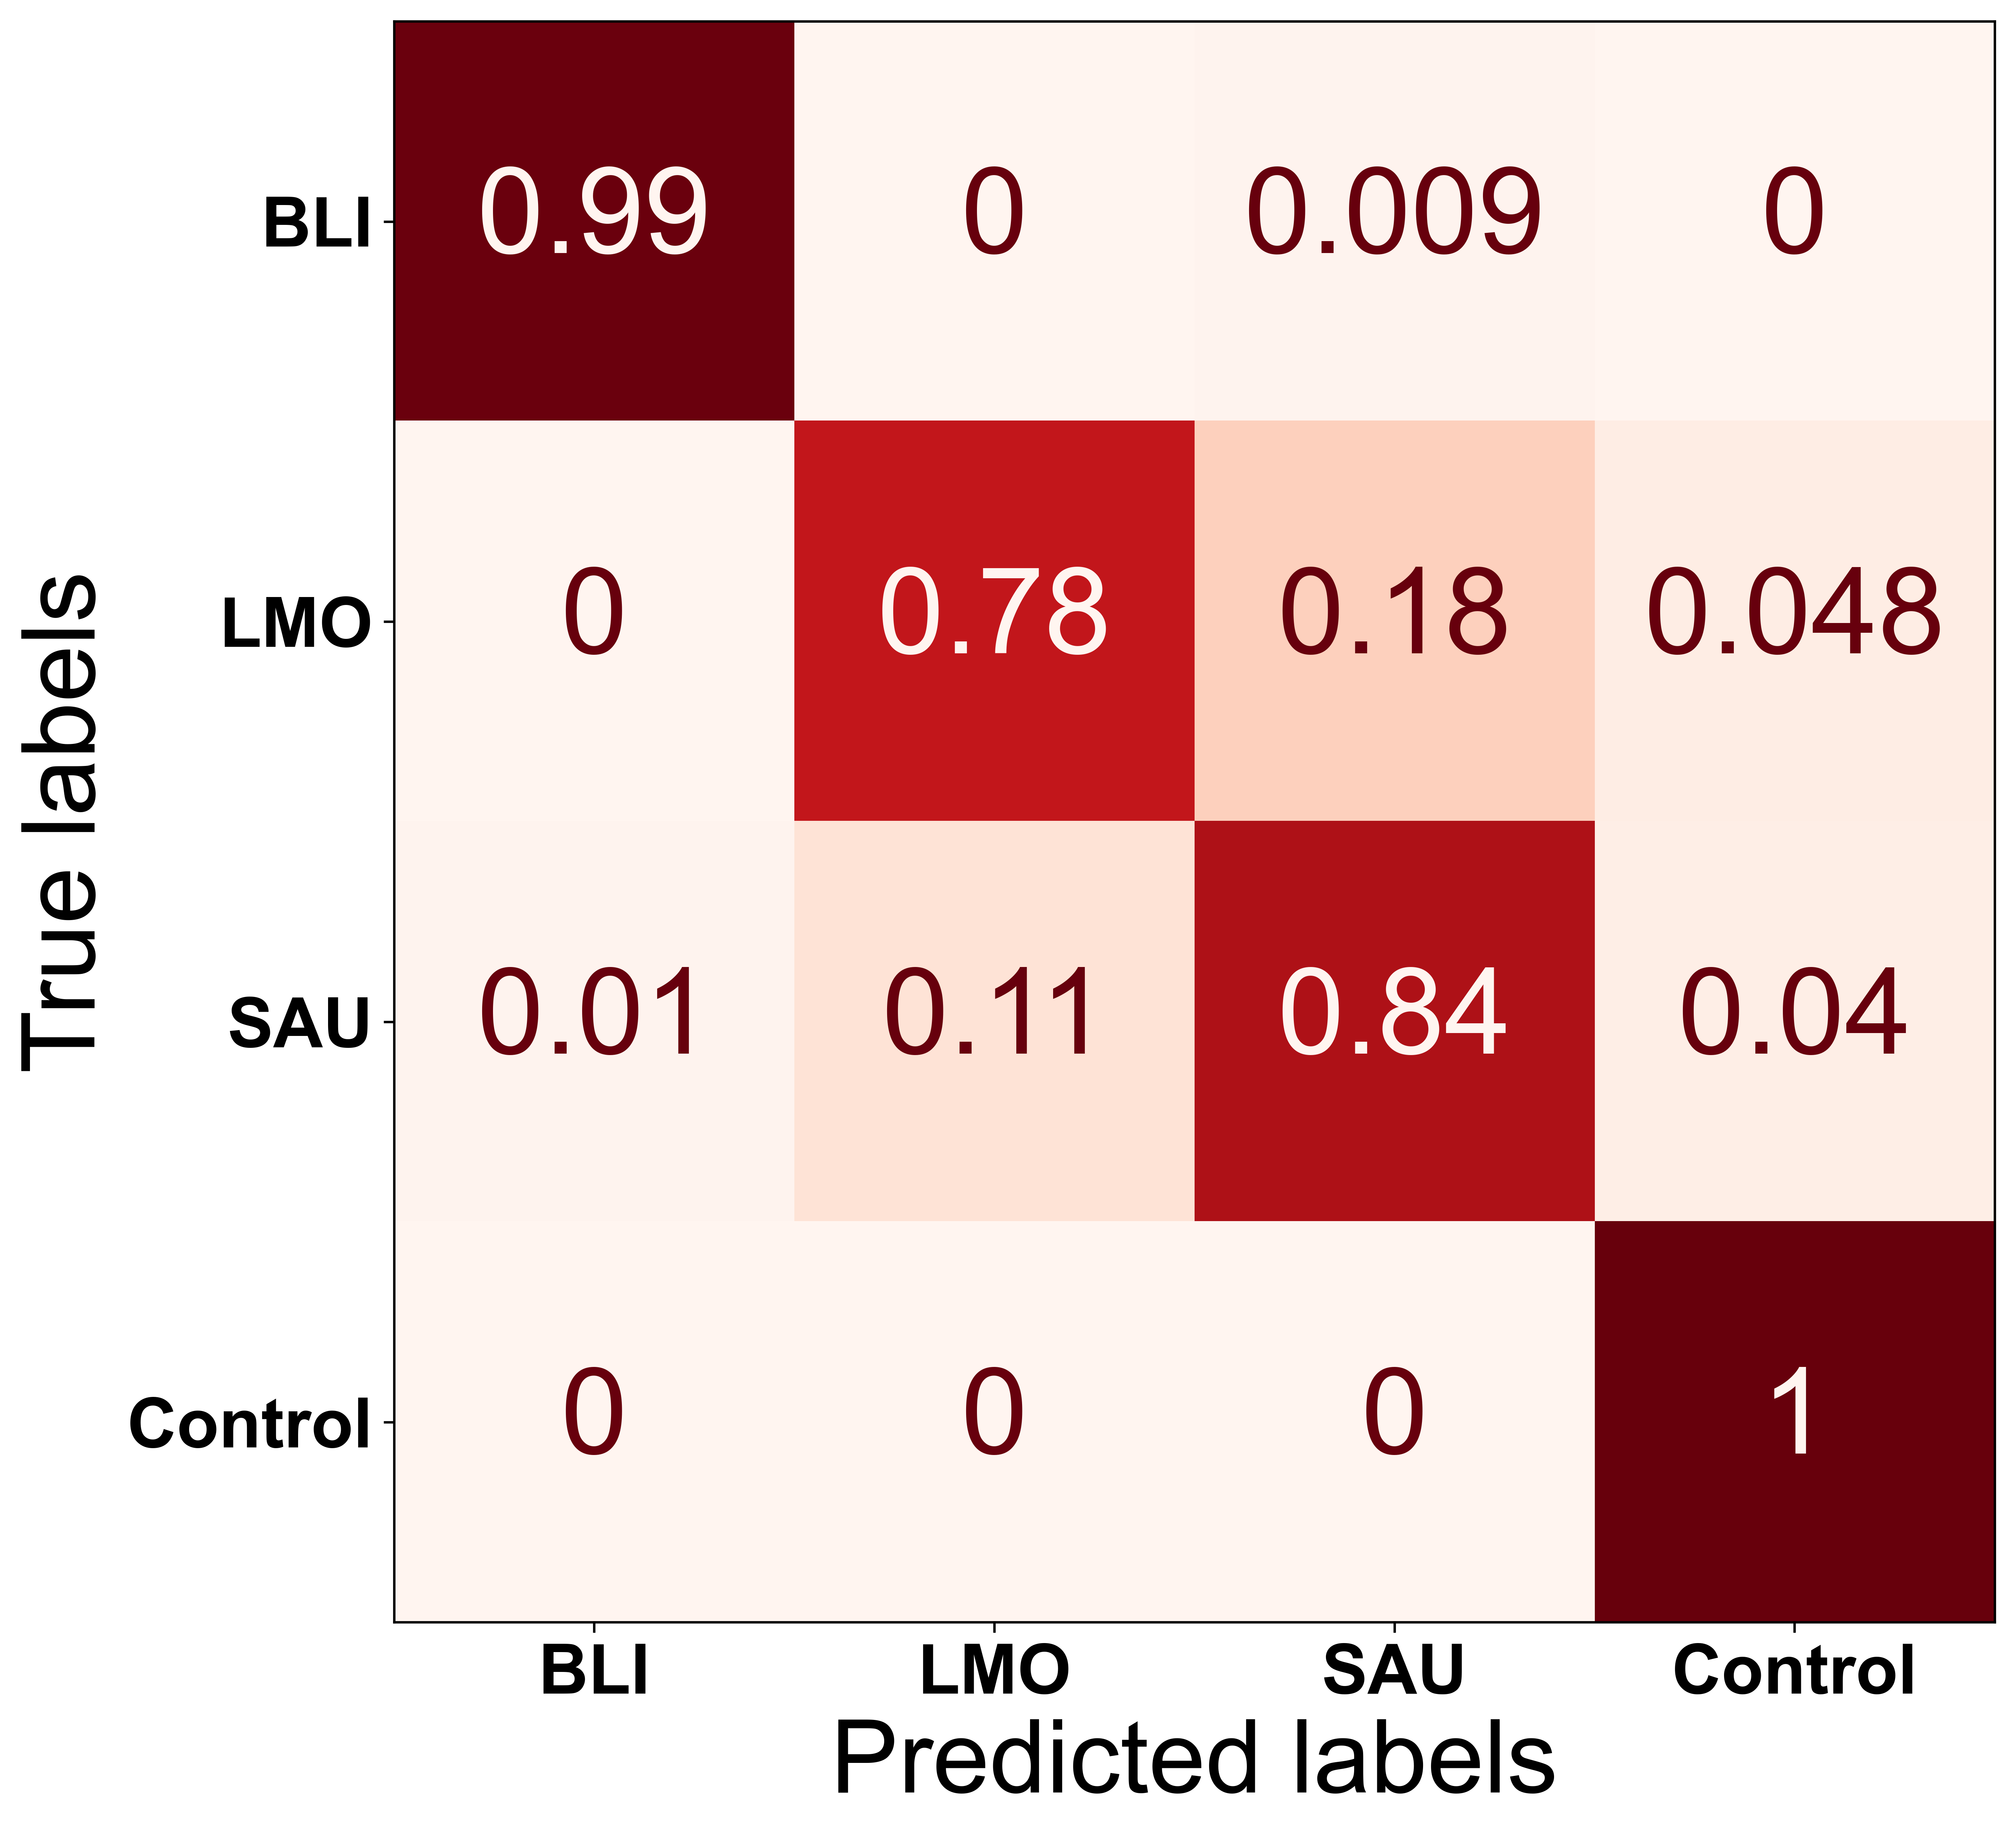 True labels
BLI 0.99 0 0.009 0
LMO 0 0.78 0.18 0.048
SAU 0.01 0.11 0.84 0.04
Control 0 0 0 1
BLI LMO SAU Control
Predicted labels